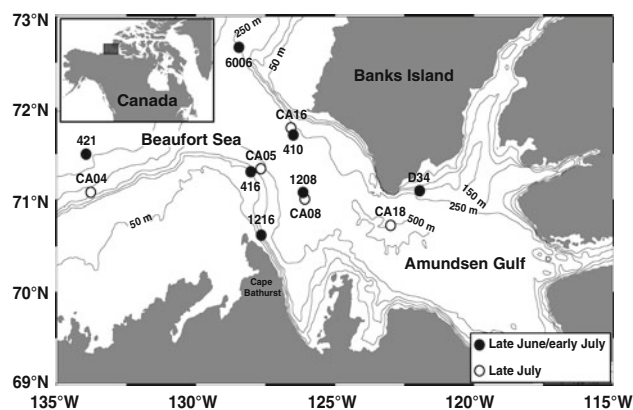 73°N
72°N
71°N
70°N
69°N
135°W
130°W
125°W
120°W
115°W
Canada
250 m
50 m
6006
Banks Island
CA16
410
Beaufort Sea
421
CA04
CA05
416
1208
CA08
D34
150 m
250 m
CA18
500 m
50 m
1216
Amundsen Gulf
Cape
Bathurst
Late June/early July
Late July